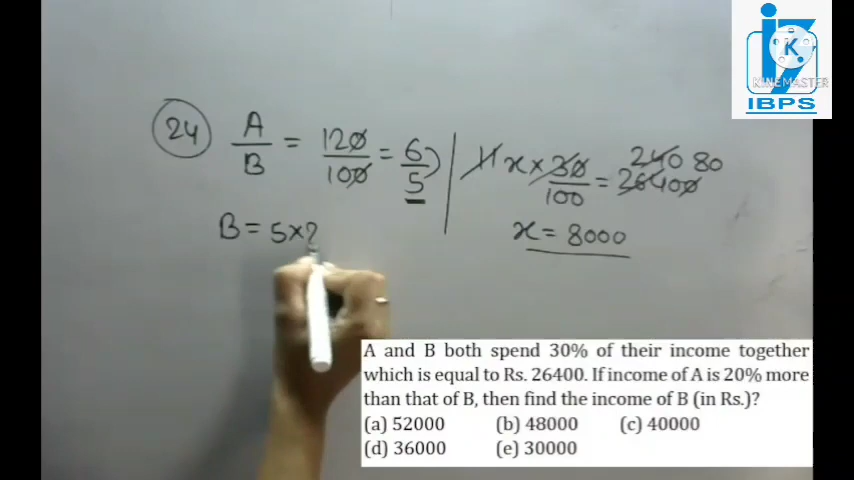 K
KINEMASTER
IBPS
24 A/B = 120/100 = 6/5
11x × 30/100 = 26400 240 80
x = 8000
B = 5×
A and B both spend 30% of their income together
which is equal to Rs. 26400. If income of A is 20% more
than that of B, then find the income of B (in Rs.)?
(a) 52000 (b) 48000 (c) 40000
(d) 36000 (e) 30000